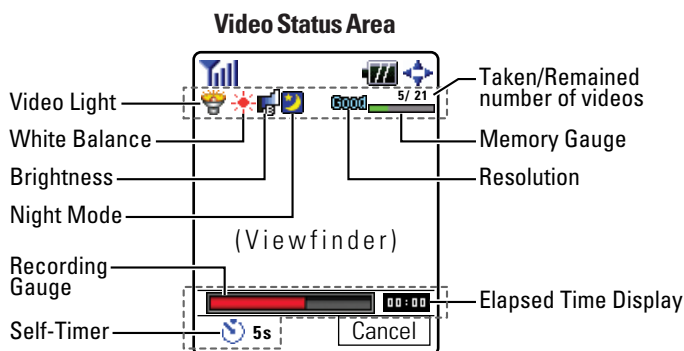 Video Status Area
Taken/Remained
number of videos
5/ 21
Video Light
Good
White Balance
Memory Gauge
Brightness
B
Resolution
Night Mode
(Viewfinder)
Recording
Gauge
00:00
Elapsed Time Display
Self-Timer
5s
Cancel